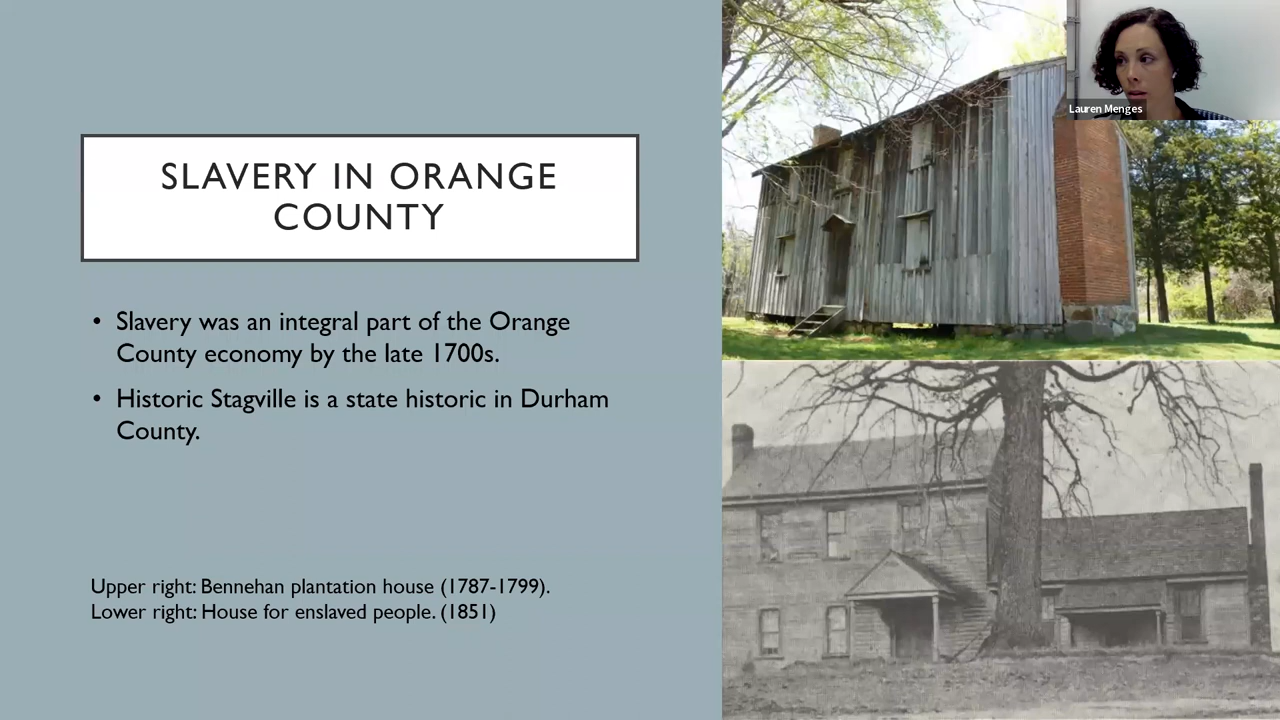 SLAVERY IN ORANGE
COUNTY
• Slavery was an integral part of the Orange
County economy by the late 1700s.
• Historic Stagville is a state historic in Durham
County.
Upper right: Bennehan plantation house (1787-1799).
Lower right: House for enslaved people. (1851)
Lauren Menges